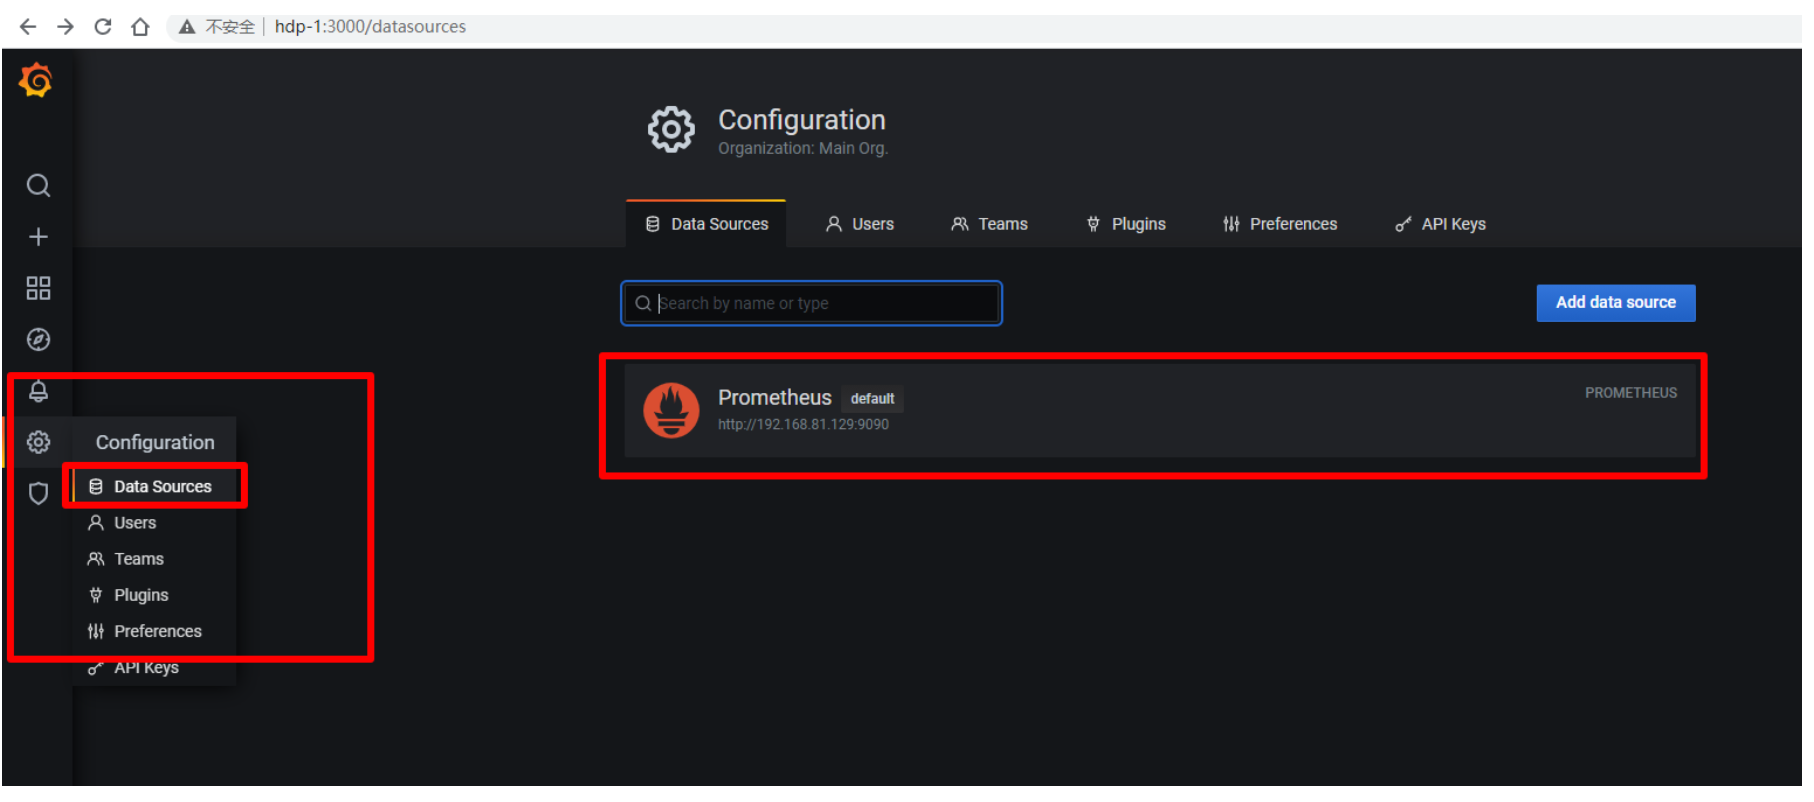 不安全 | hdp-1:3000/datasources
Configuration
Organization: Main Org.
Data Sources Users Teams Plugins Preferences API Keys
Search by name or type
Add data source
Prometheus default
PROMETHEUS
http://192.168.81.129:9090
Configuration
Data Sources
Users
Teams
Plugins
Preferences
API Keys